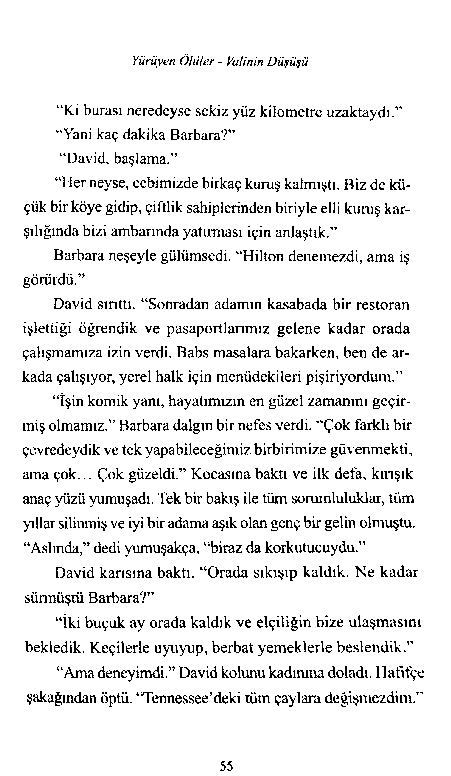 Yürüyen Ölüler - Valinin Düşüşü
“Ki burası neredeyse sekiz yüz kilometre uzaktaydı.”
“Yani kaç dakika Barbara?”
“David, başlama.”
“Her neyse, cebimizde birkaç kuruş kalmıştı. Biz de kü-
çük bir köye gidip, çiftlik sahiplerinden biriyle elli kuruş kar-
şılığında bizi ambarında yatırması için anlaştık.”
Barbara neşeyle gülümsedi. “Hilton denemezdi, ama iş
görürdü.”
David sırıttı. “Sonradan adamın kasabada bir restoran
işlettiği öğrendik ve pasaportlarımız gelene kadar orada
çalışmamıza izin verdi. Babs masalara bakarken, ben de ar-
kada çalışıyor, yerel halk için menüdekileri pişiriyordum.”
“İşin komik yanı, hayatımızın en güzel zamanını geçir-
miş olmamız.” Barbara dalgın bir nefes verdi. “Çok farklı bir
çevredeydik ve tek yapabileceğimiz birbirimize güvenmekti,
ama çok... Çok güzeldi.” Kocasına baktı ve ilk defa, kırışık
anaç yüzü yumuşadı. Tek bir bakış ile tüm sorumluluklar, tüm
yıllar silinmiş ve iyi bir adama aşık olan genç bir gelin olmuştu.
“Aslında,” dedi yumuşakça, “biraz da korkutucuydu.”
David karısına baktı. “Orada sıkışıp kaldık. Ne kadar
sürmüştü Barbara?”
“İki buçuk ay orada kaldık ve elçiliğin bize ulaşmasını
bekledik. Keçilerle uyuyup, berbat yemeklerle beslendik.”
“Ama deneyimdi.” David kolunu kadınına doladı. Hafifçe
şakağından öptü. “Tennessee’deki tüm çaylara değişmezdim.”
55